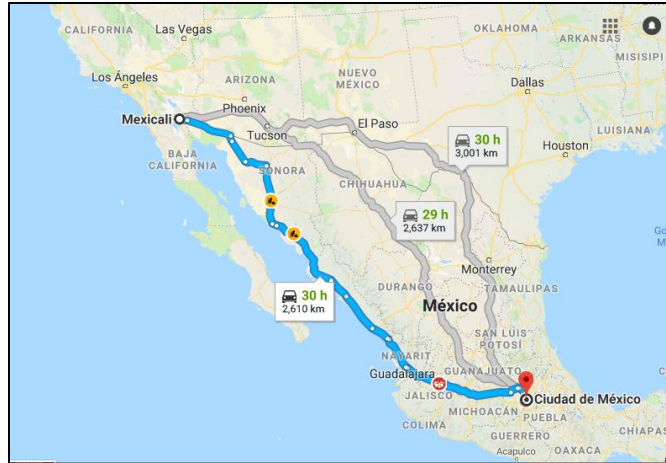 CALIFORNIA
Las Vegas
OKLAHOMA
ARKANSAS
MISISIPI
Los Ángeles
ARIZONA
NUEVO
MÉXICO
Dallas
Mexicali
Phoenix
Tucson
El Paso
LUISIANA
BAJA
CALIFORNIA
SONORA
30 h
3,001 km
Houston
CHIHUAHUA
29 h
2,637 km
Monterrey
30 h
2,610 km
DURANGO
México
TAMAULIPAS
SAN LUIS
POTOSÍ
NAYARIT
Guadalajara
GUANAJUATO
JALISCO
Ciudad de México
MICHOACÁN
PUEBLA
COLIMA
GUERRERO
CHIAPAS
Acapulco
OAXACA